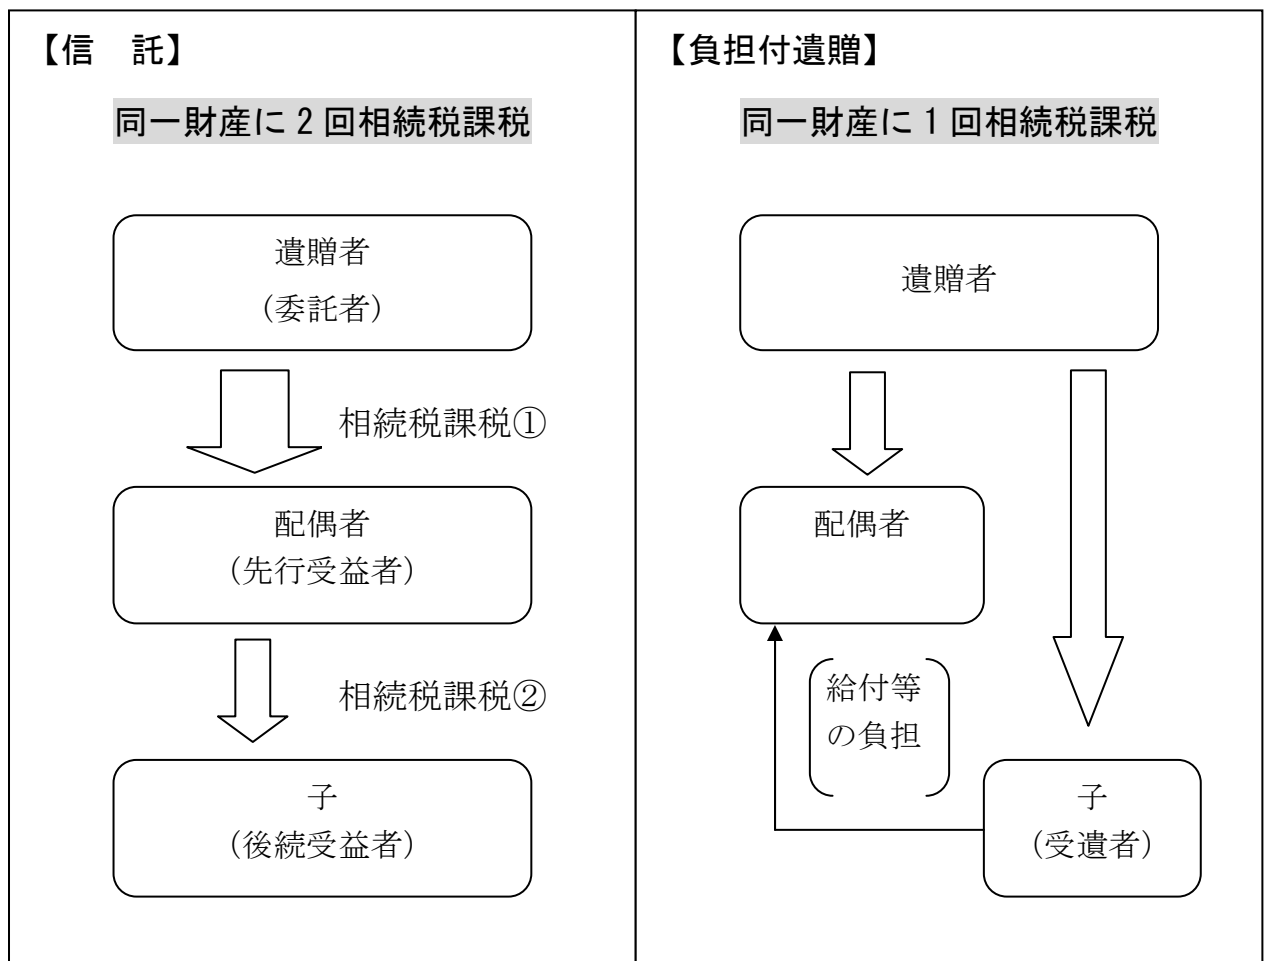 【信　託】
同一財産に2回相続税課税
遺贈者
（委託者）
相続税課税①
配偶者
（先行受益者）
相続税課税②
子
（後続受益者）
【負担付遺贈】
同一財産に1回相続税課税
遺贈者
配偶者
給付等
の負担
子
（受遺者）